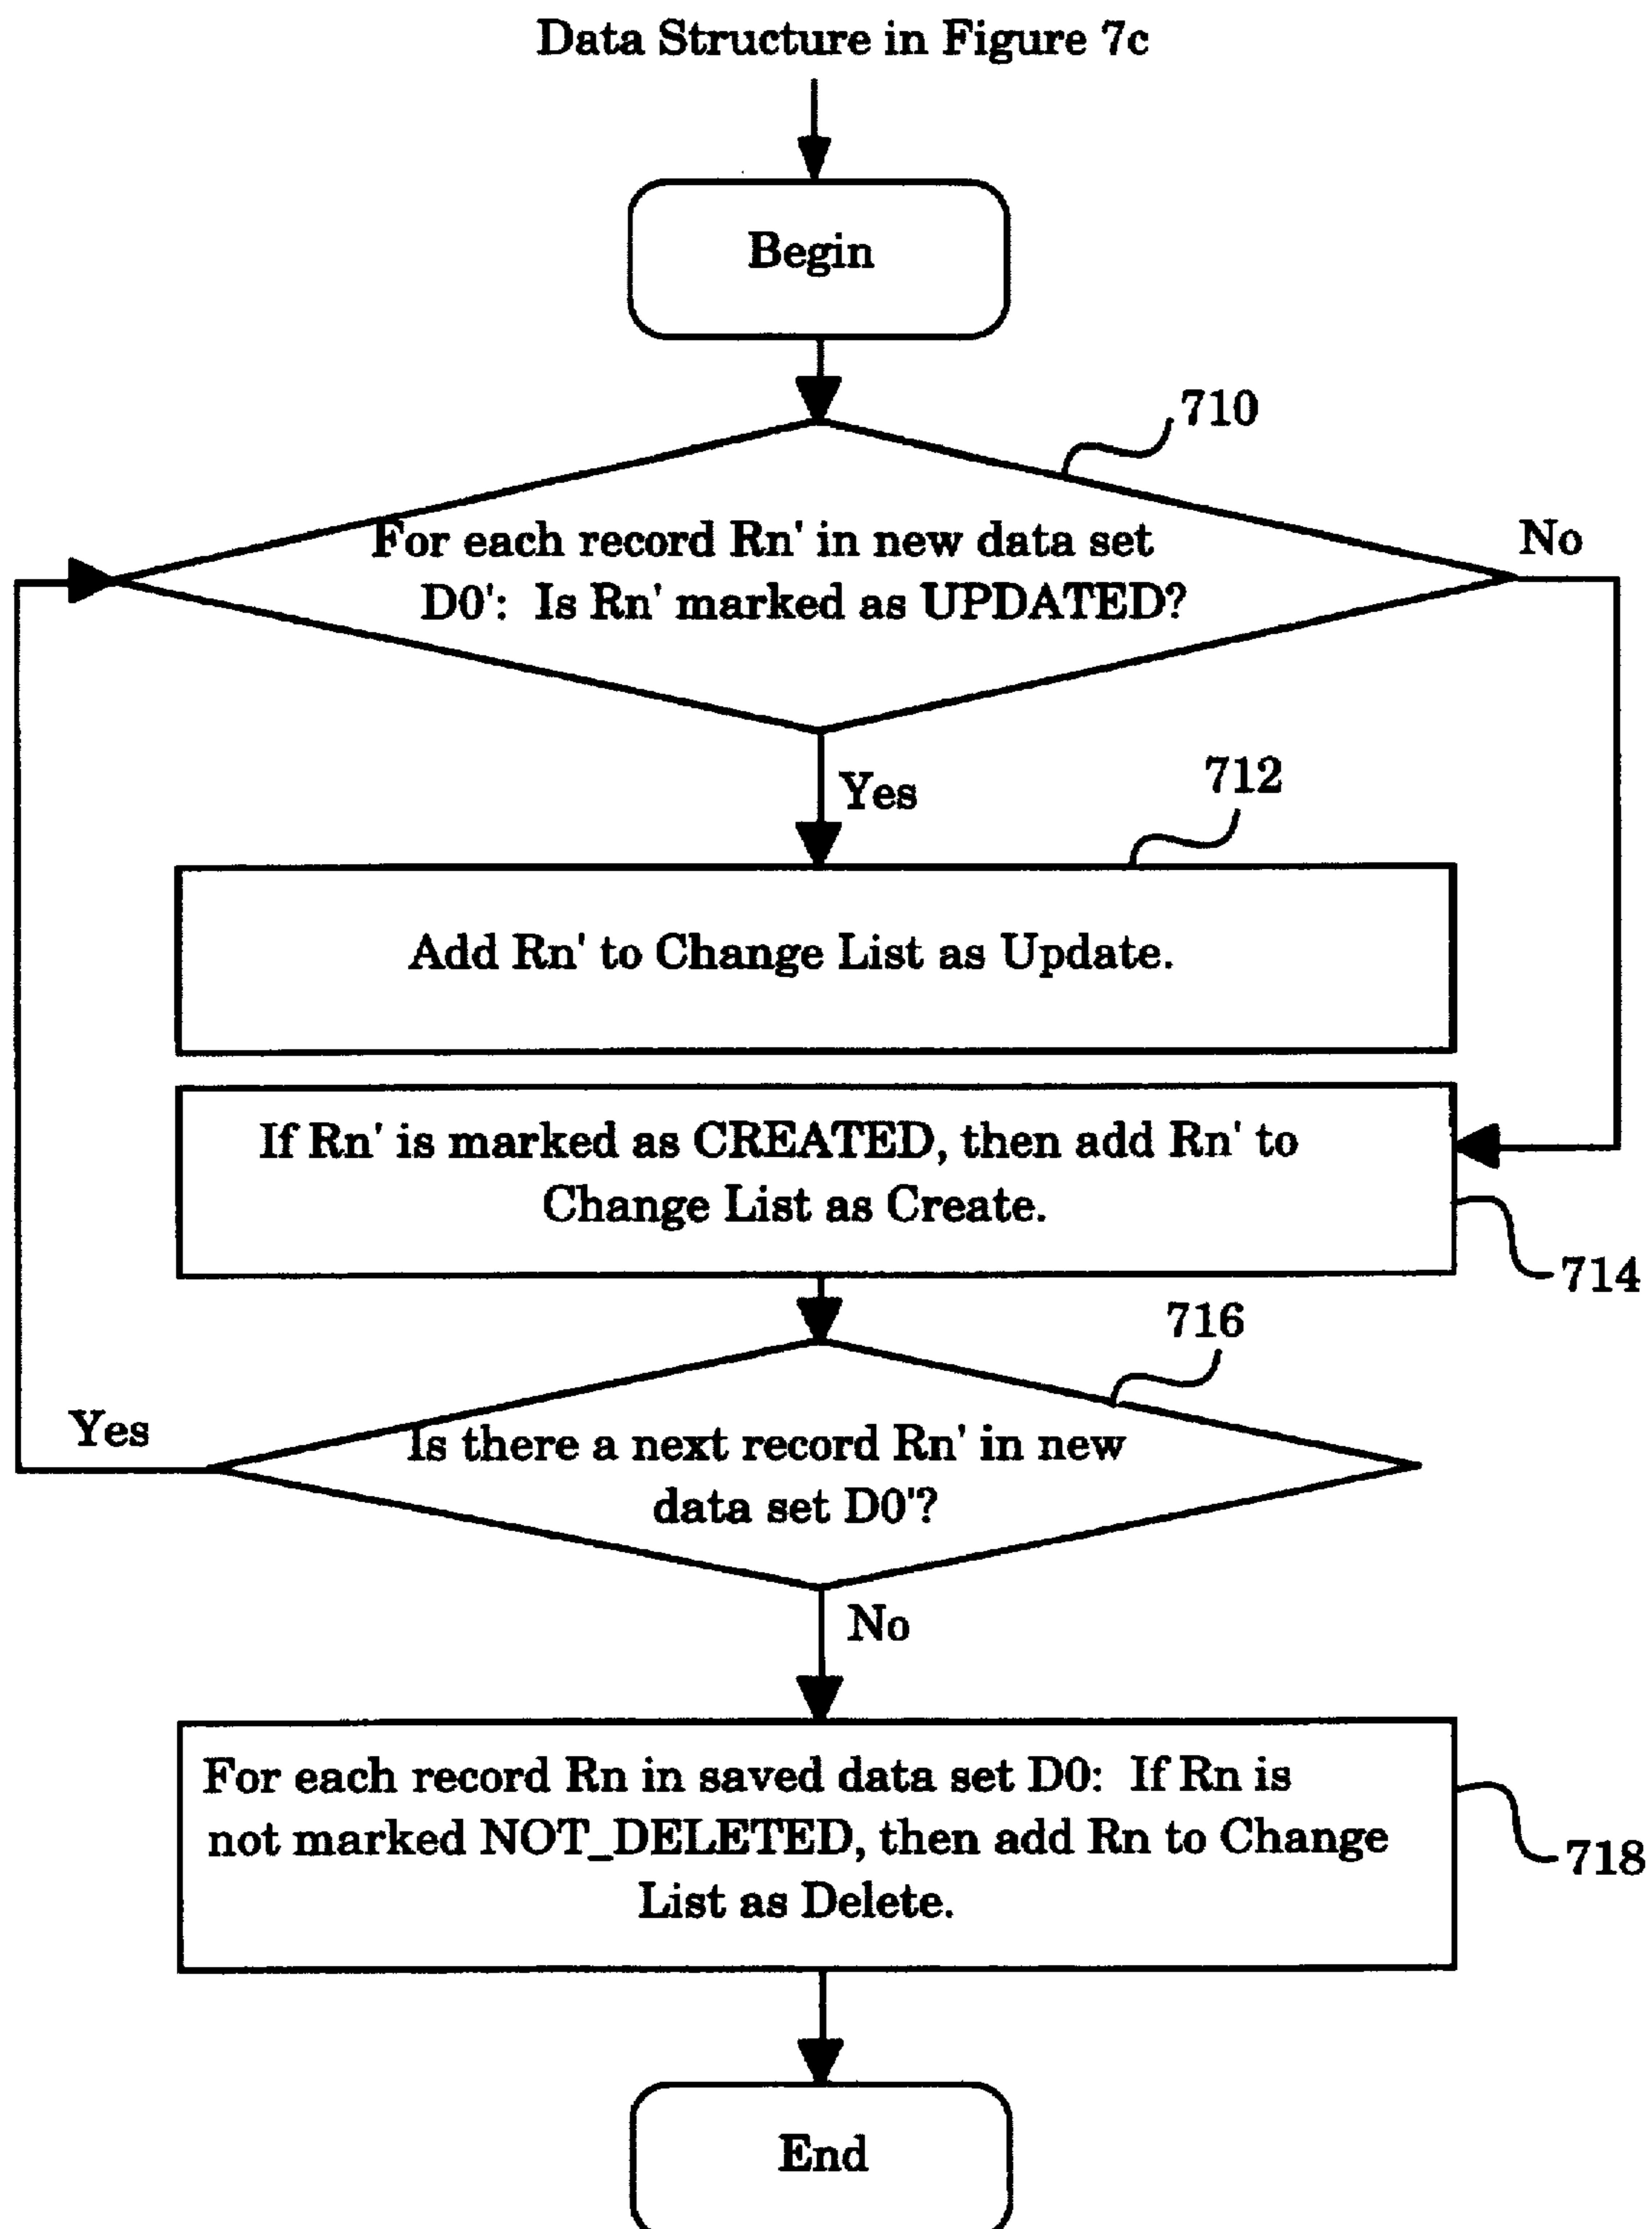 Data Structure in Figure 7c
Begin
710
For each record Rn' in new data set
D0': Is Rn' marked as UPDATED?
No
Yes
712
Add Rn' to Change List as Update.
If Rn' is marked as CREATED, then add Rn' to
Change List as Create.
714
716
Yes
Is there a next record Rn' in new
data set D0'?
No
For each record Rn in saved data set D0: If Rn is
not marked NOT_DELETED, then add Rn to Change
List as Delete.
718
End